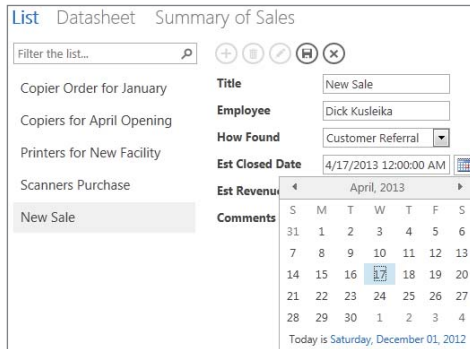 List Datasheet Summary of Sales
Filter the list...
Copier Order for January
Copiers for April Opening
Printers for New Facility
Scanners Purchase
New Sale
Title New Sale
Employee Dick Kusleika
How Found Customer Referral
Est Closed Date 4/17/2013 12:00:00 AM
Est Revenu
Comments
April, 2013
S M T W T F S
31 1 2 3 4 5 6
7 8 9 10 11 12 13
14 15 16 17 18 19 20
21 22 23 24 25 26 27
28 29 30 1 2 3 4
Today is Saturday, December 01, 2012